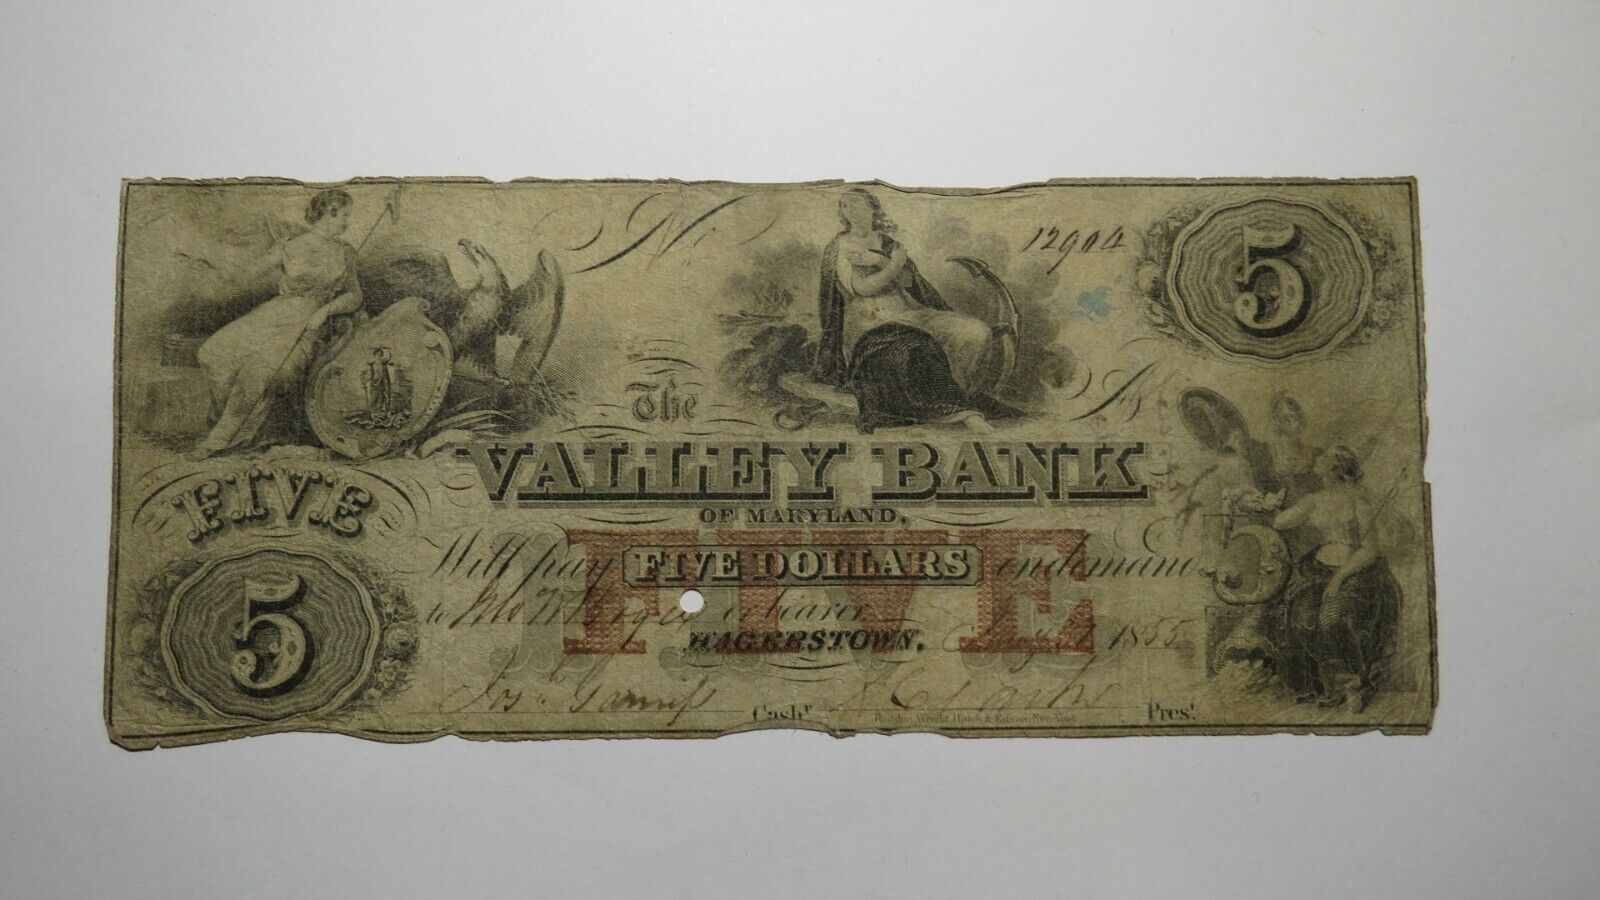 No 12904
5
The
VALLEY BANK
OF MARYLAND,
FIVE
FIVE
Will pay FIVE DOLLARS on demand
5
5
to or bearer
HAGERSTOWN, 1855
Cashr Pres!
Rawdon, Wright, Hatch & Edson, New York